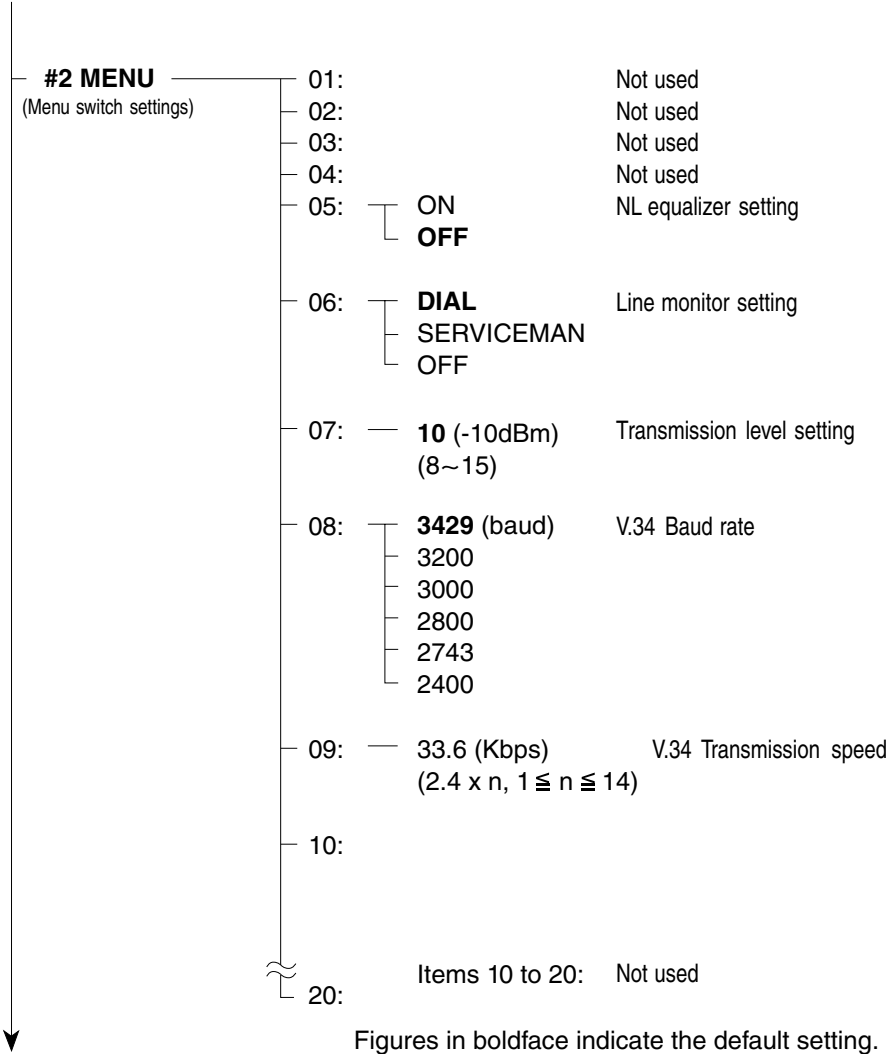 #2 MENU 01: Not used
(Menu switch settings) 02: Not used
03: Not used
04: Not used
05: ON NL equalizer setting
OFF
06: DIAL Line monitor setting
SERVICEMAN
OFF
07: 10 (-10dBm) Transmission level setting
(8~15)
08: 3429 (baud) V.34 Baud rate
3200
3000
2800
2743
2400
09: 33.6 (Kbps) V.34 Transmission speed
(2.4 x n, 1 ≦ n ≦ 14)
10:
Items 10 to 20: Not used
20:
Figures in boldface indicate the default setting.